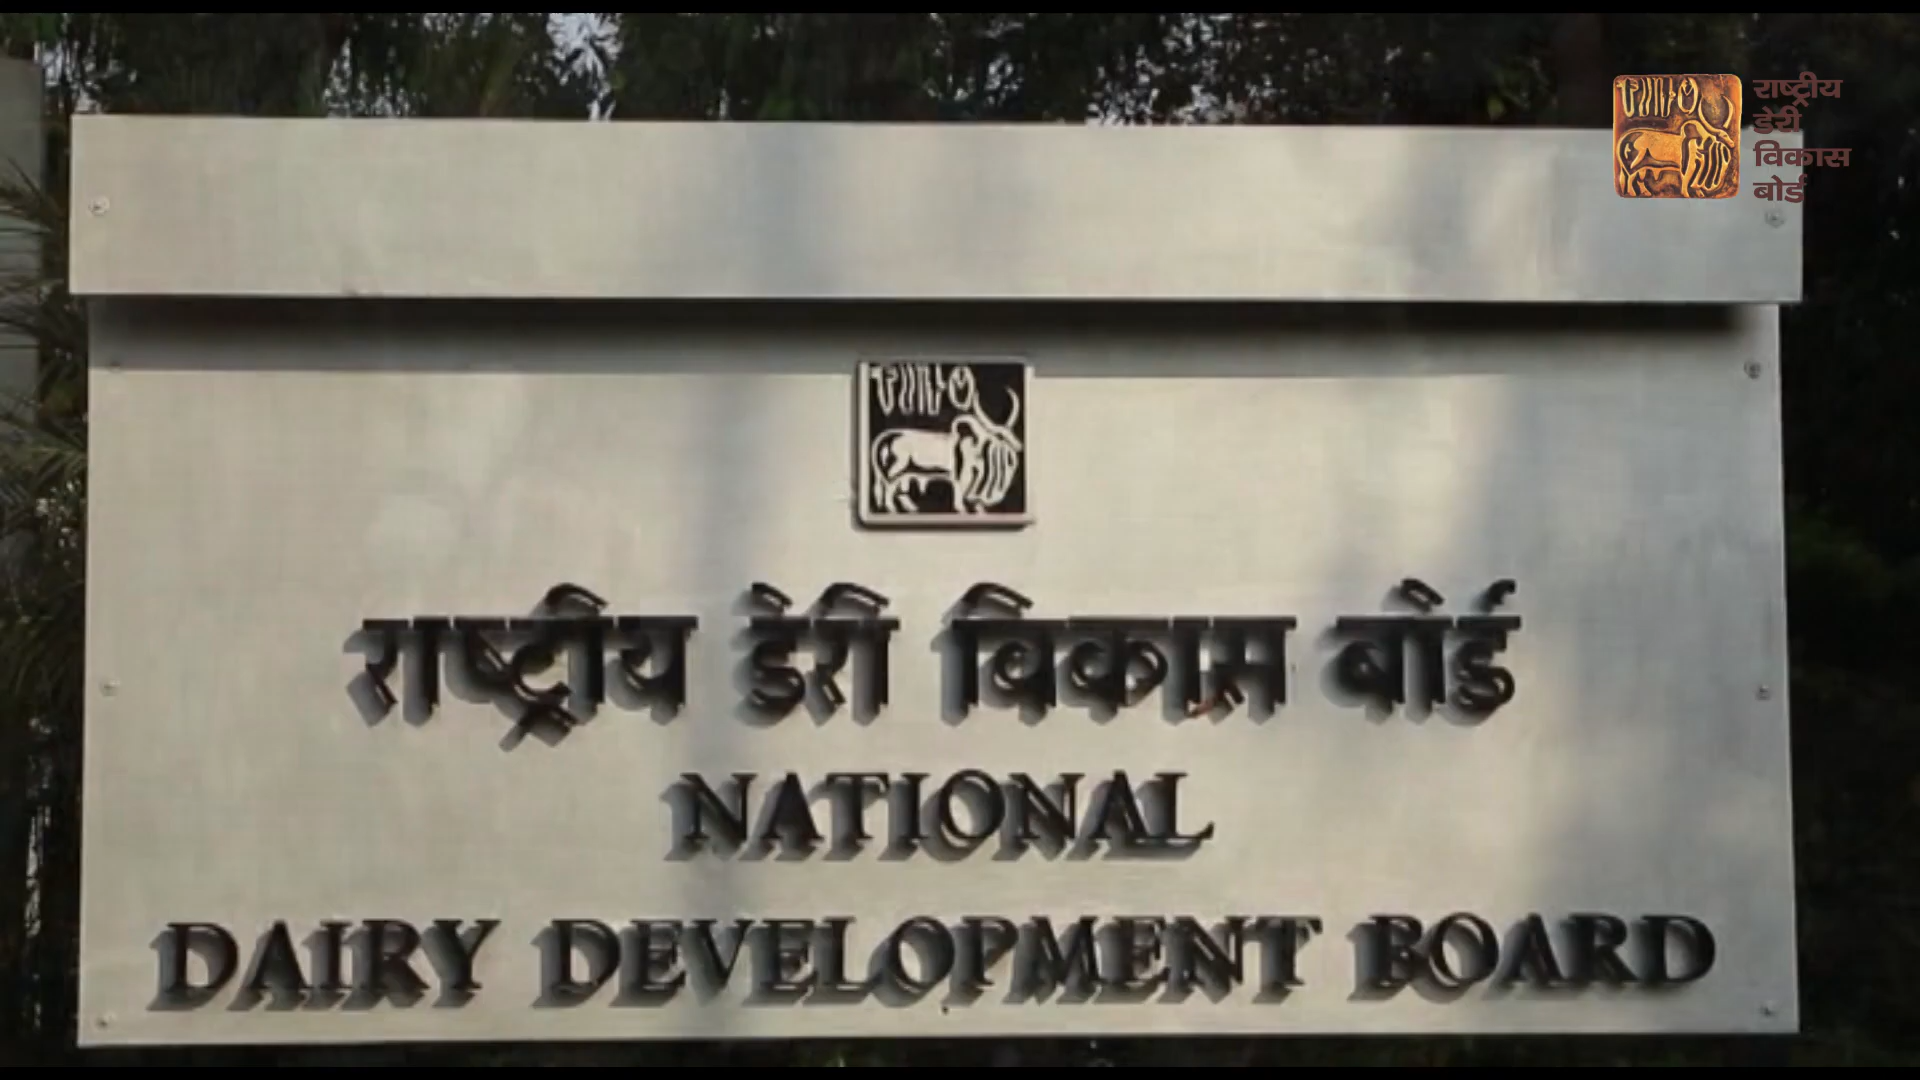 राष्ट्रीय
डेरी
विकास
बोर्ड
राष्ट्रीय डेरी विकास बोर्ड
NATIONAL
DAIRY DEVELOPMENT BOARD